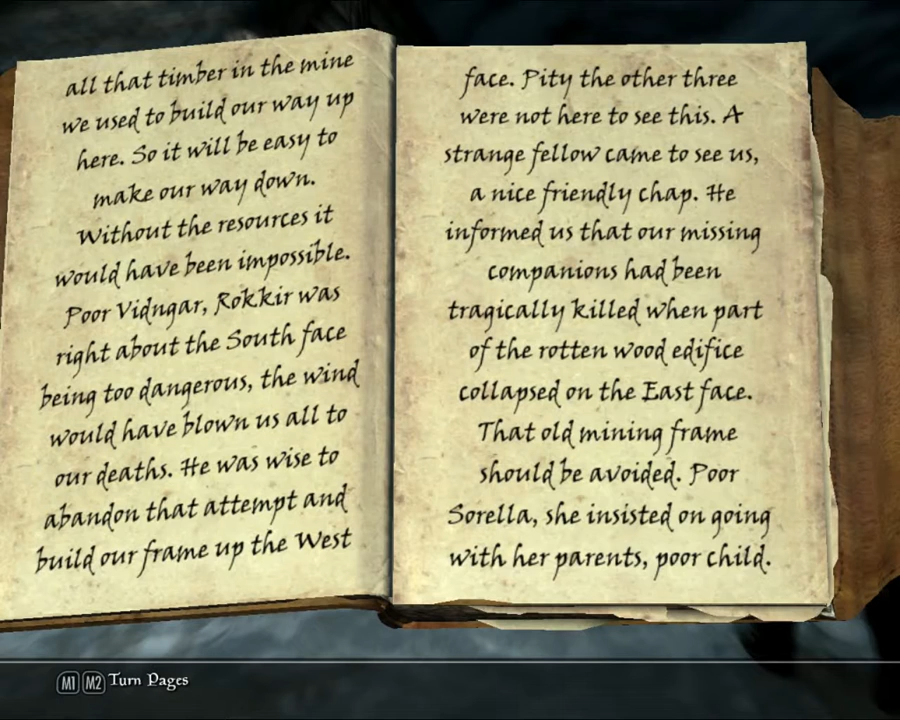 all that timber in the mine
we used to build our way up
here. So it will be easy to
make our way down.
Without the resources it
would have been impossible.
Poor Vidngar, Rokkir was
right about the South face
being too dangerous, the wind
would have blown us all to
our deaths. He was wise to
abandon that attempt and
build our frame up the West
face. Pity the other three
were not here to see this. A
strange fellow came to see us,
a nice friendly chap. He
informed us that our missing
companions had been
tragically killed when part
of the rotten wood edifice
collapsed on the East face.
That old mining frame
should be avoided. Poor
Sorella, she insisted on going
with her parents, poor child.
M1 M2 Turn Pages